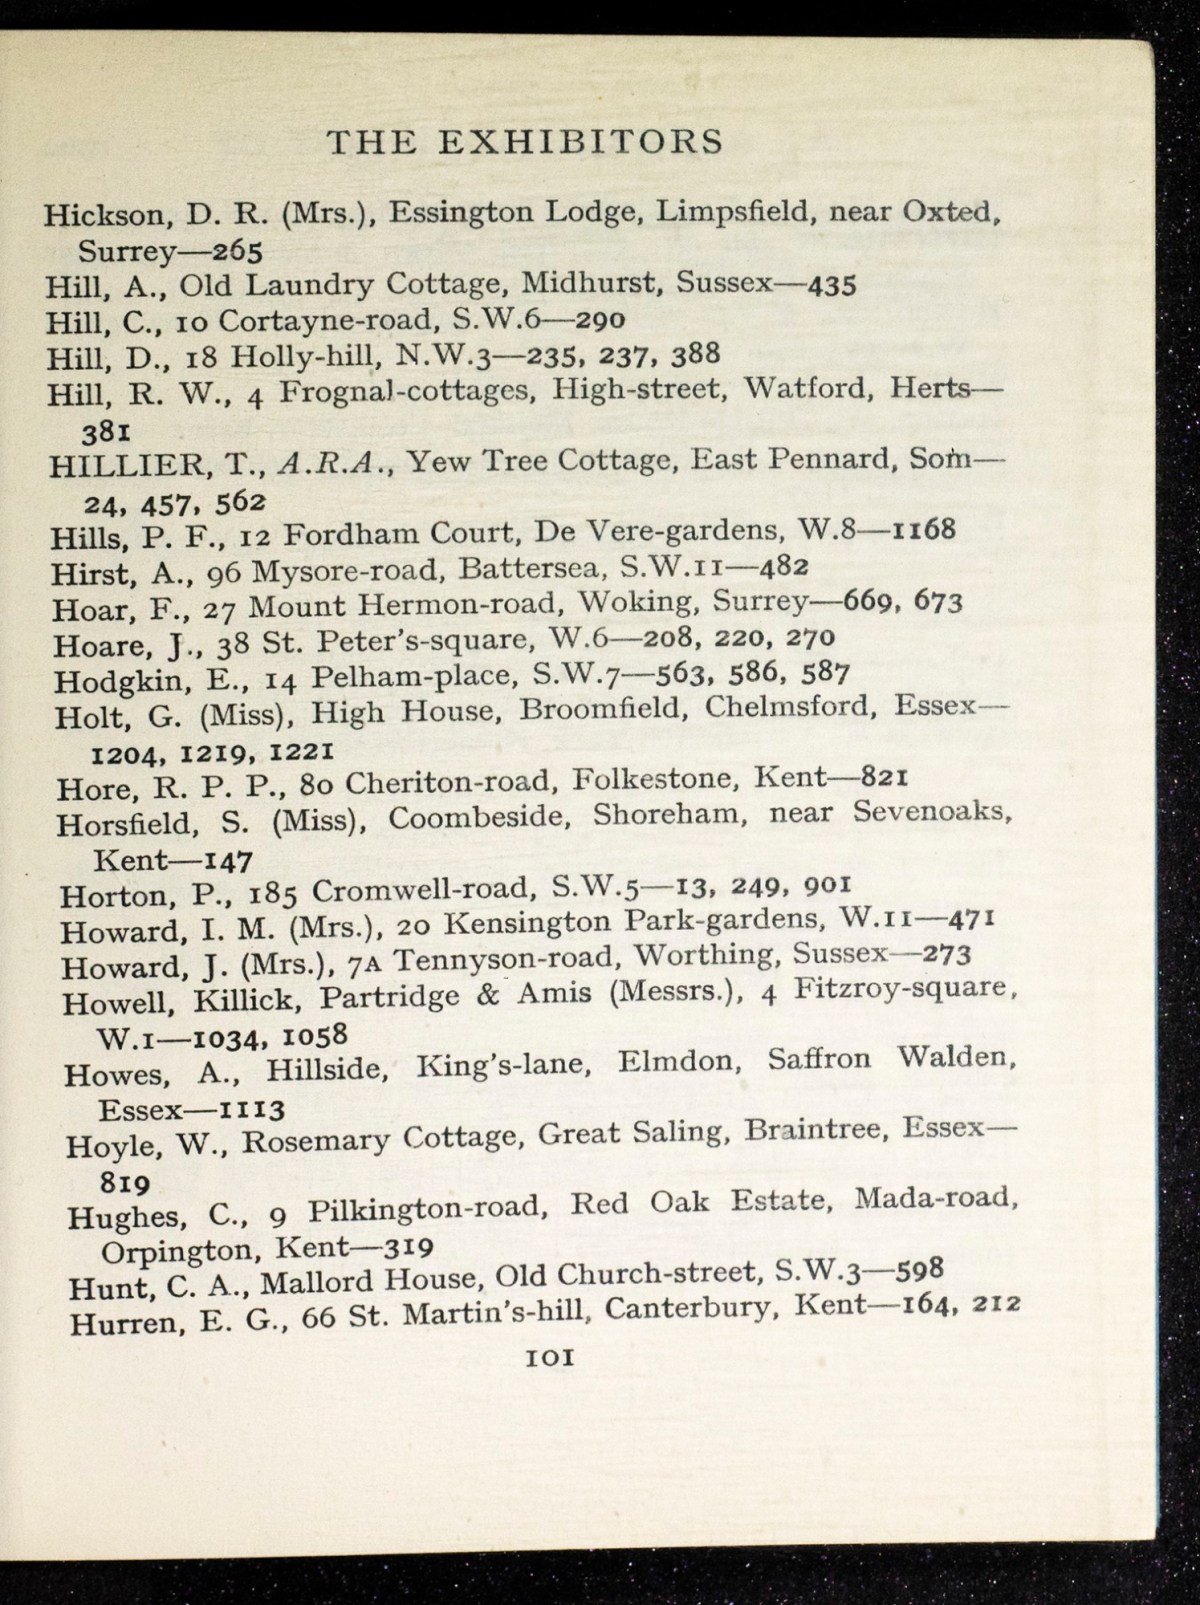 THE EXHIBITORS
Hickson, D. R. (Mrs.), Essington Lodge, Limpsfield, near Oxted,
Surrey—265
Hill, A., Old Laundry Cottage, Midhurst, Sussex—435
Hill, C., 10 Cortayne-road, S.W.6—290
Hill, D., 18 Holly-hill, N.W.3—235, 237, 388
Hill, R. W., 4 Frognal-cottages, High-street, Watford, Herts—
381
HILLIER, T., A.R.A., Yew Tree Cottage, East Pennard, Som—
24, 457, 562
Hills, P. F., 12 Fordham Court, De Vere-gardens, W.8—1168
Hirst, A., 96 Mysore-road, Battersea, S.W.11—482
Hoar, F., 27 Mount Hermon-road, Woking, Surrey—669, 673
Hoare, J., 38 St. Peter's-square, W.6—208, 220, 270
Hodgkin, E., 14 Pelham-place, S.W.7—563, 586, 587
Holt, G. (Miss), High House, Broomfield, Chelmsford, Essex—
1204, 1219, 1221
Hore, R. P. P., 80 Cheriton-road, Folkestone, Kent—821
Horsfield, S. (Miss), Coombeside, Shoreham, near Sevenoaks,
Kent—147
Horton, P., 185 Cromwell-road, S.W.5—13, 249, 901
Howard, I. M. (Mrs.), 20 Kensington Park-gardens, W.11—471
Howard, J. (Mrs.), 7A Tennyson-road, Worthing, Sussex—273
Howell, Killick, Partridge & Amis (Messrs.), 4 Fitzroy-square,
W.1—1034, 1058
Howes, A., Hillside, King's-lane, Elmdon, Saffron Walden,
Essex—1113
Hoyle, W., Rosemary Cottage, Great Saling, Braintree, Essex—
819
Hughes, C., 9 Pilkington-road, Red Oak Estate, Mada-road,
Orpington, Kent—319
Hunt, C. A., Mallord House, Old Church-street, S.W.3—598
Hurren, E. G., 66 St. Martin's-hill, Canterbury, Kent—164, 212
101